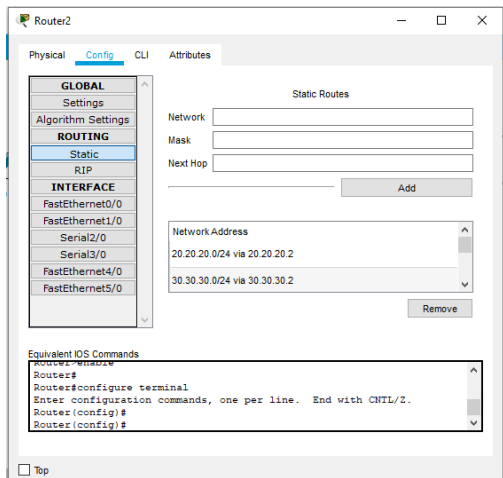 Router2
Physical Config CLI Attributes
GLOBAL
Settings
Algorithm Settings
ROUTING
Static
RIP
INTERFACE
FastEthernet0/0
FastEthernet1/0
Serial2/0
Serial3/0
FastEthernet4/0
FastEthernet5/0
Static Routes
Network
Mask
Next Hop
Add
Network Address
20.20.20.0/24 via 20.20.20.2
30.30.30.0/24 via 30.30.30.2
Remove
Equivalent IOS Commands
Router>enable
Router#
Router#configure terminal
Enter configuration commands, one per line. End with CNTL/Z.
Router(config)#
Router(config)#
Top